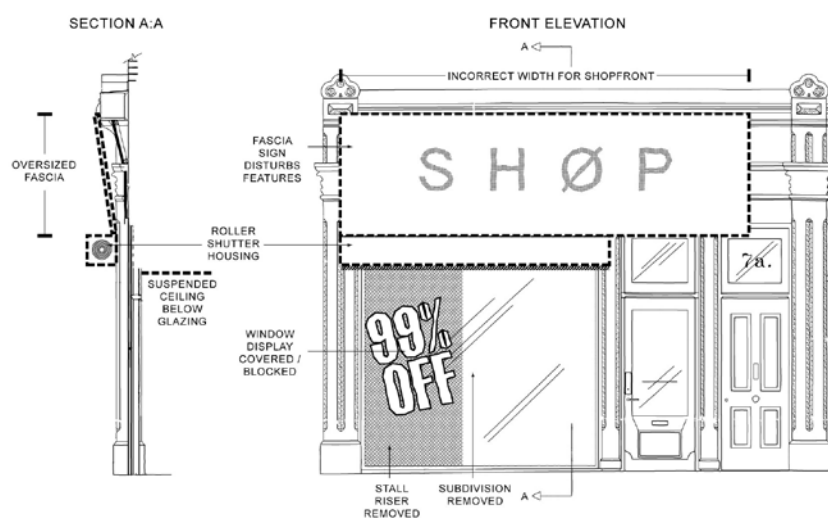 SECTION A:A
FRONT ELEVATION
A
INCORRECT WIDTH FOR SHOPFRONT
OVERSIZED
FASCIA
FASCIA
SIGN
DISTURBS
FEATURES
SHØP
ROLLER
SHUTTER
HOUSING
7a.
SUSPENDED
CEILING
BELOW
GLAZING
WINDOW
DISPLAY
COVERED /
BLOCKED
99%
OFF
STALL
RISER
REMOVED
SUBDIVISION
REMOVED
A